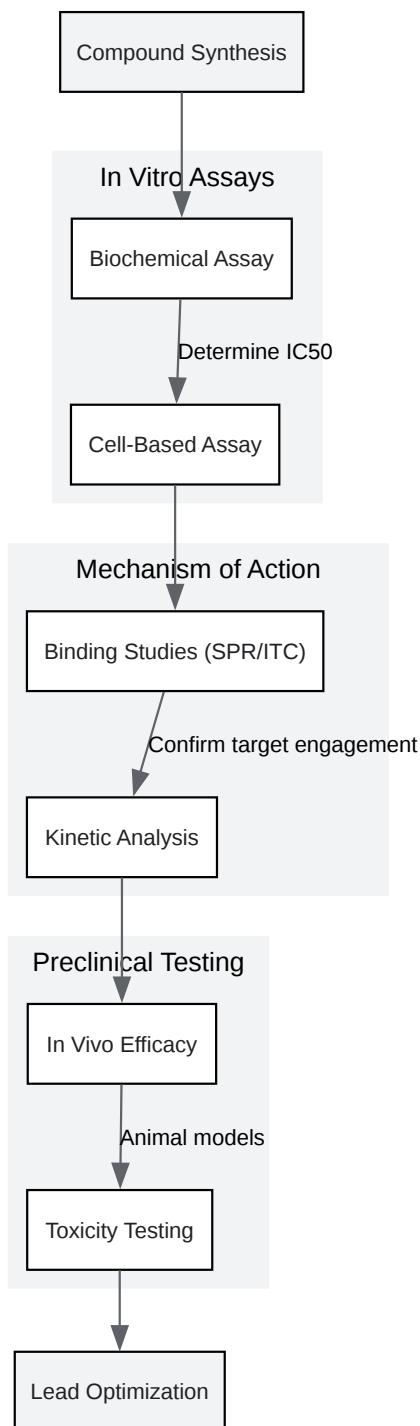 Compound Synthesis
In Vitro Assays
Biochemical Assay
Determine IC50
Cell-Based Assay
Mechanism of Action
Binding Studies (SPR/ITC)
Confirm target engagement
Kinetic Analysis
Preclinical Testing
In Vivo Efficacy
Animal models
Toxicity Testing
Lead Optimization